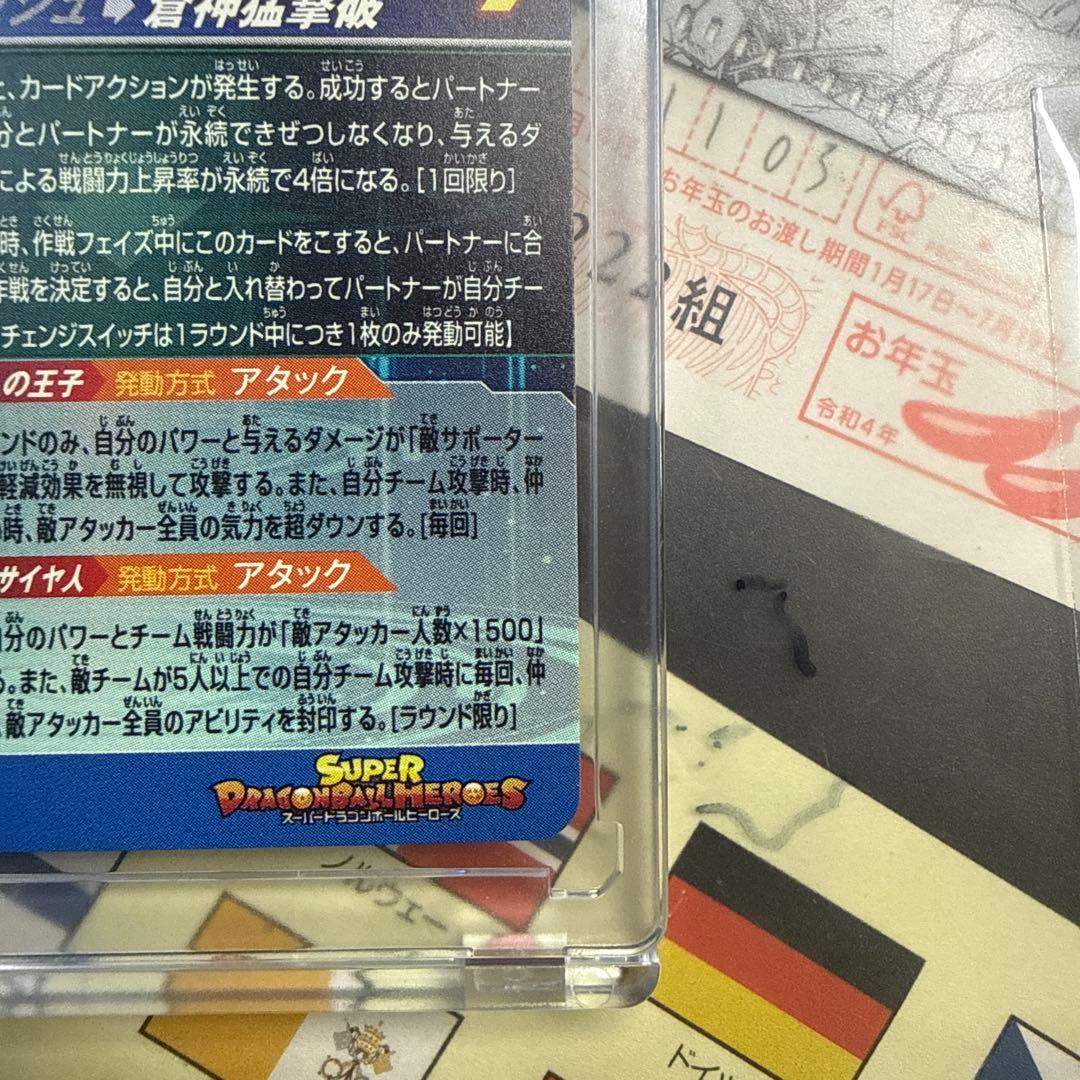 蒼神猛撃破
、カードアクションが発生する。成功するとパートナー
分とパートナーが永続できぜつしなくなり、与えるダ
による戦闘力上昇率が永続で4倍になる。[1回限り]
時、作戦フェイズ中にこのカードをこすると、パートナーに合
作戦を決定すると、自分と入れ替わってパートナーが自分チー
チェンジスイッチは1ラウンド中につき1枚のみ発動可能】
の王子 発動方式 アタック
ンドのみ、自分のパワーと与えるダメージが「敵サポーター
軽減効果を無視して攻撃する。また、自分チーム攻撃時、仲
時、敵アタッカー全員の気力を超ダウンする。[毎回]
サイヤ人 発動方式 アタック
分のパワーとチーム戦闘力が「敵アタッカー人数×1500」
。また、敵チームが5人以上での自分チーム攻撃時に毎回、仲
敵アタッカー全員のアビリティを封印する。[ラウンド限り]
SUPER
DRAGONBALL HEROES
スーパードラゴンボールヒーローズ
1103
FSC
お年玉のお渡し期間1月17日~7月
組
お年玉
令和4年
ノルウェー
ドイツ